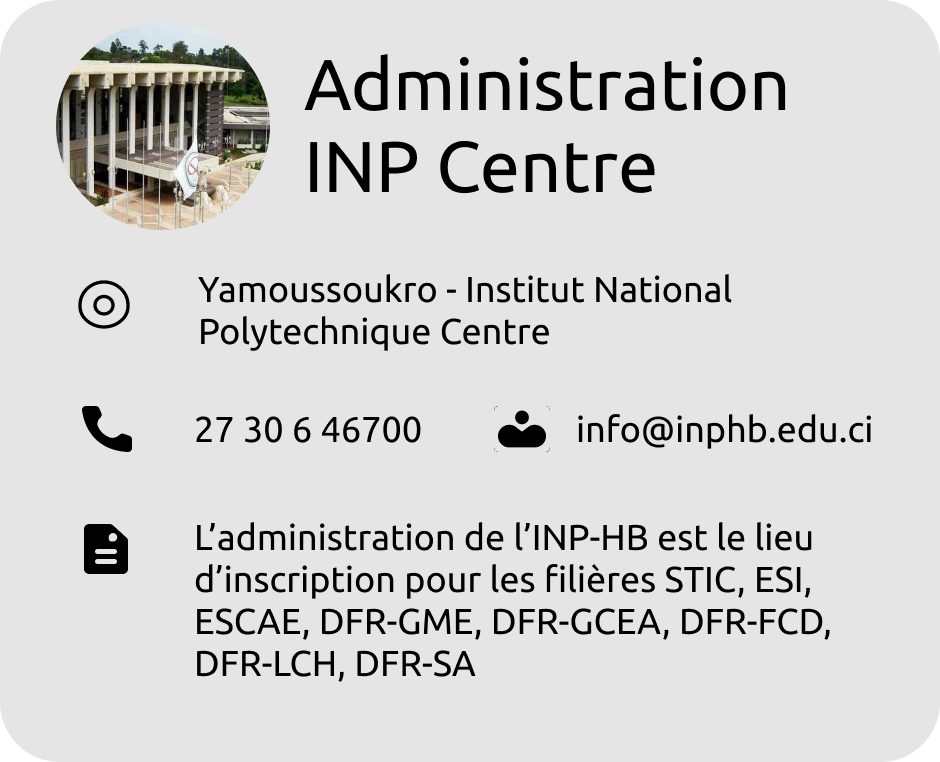 Administration
INP Centre
Yamoussoukro - Institut National
Polytechnique Centre
27 30 6 46700
info@inphb.edu.ci
L’administration de l’INP-HB est le lieu
d’inscription pour les filières STIC, ESI,
ESCAE, DFR-GME, DFR-GCEA, DFR-FCD,
DFR-LCH, DFR-SA